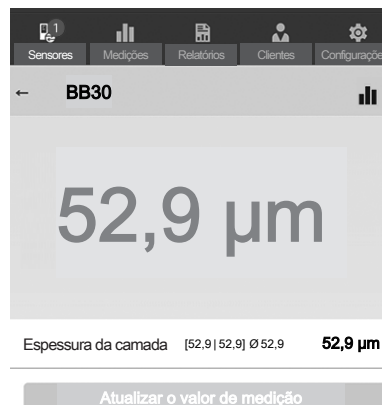 1
Sensores Medições Relatórios Clientes Configuraçõe
← BB30
52,9 µm
Espessura da camada [52,9|52,9] Ø 52,9 52,9 µm
Atualizar o valor de medição